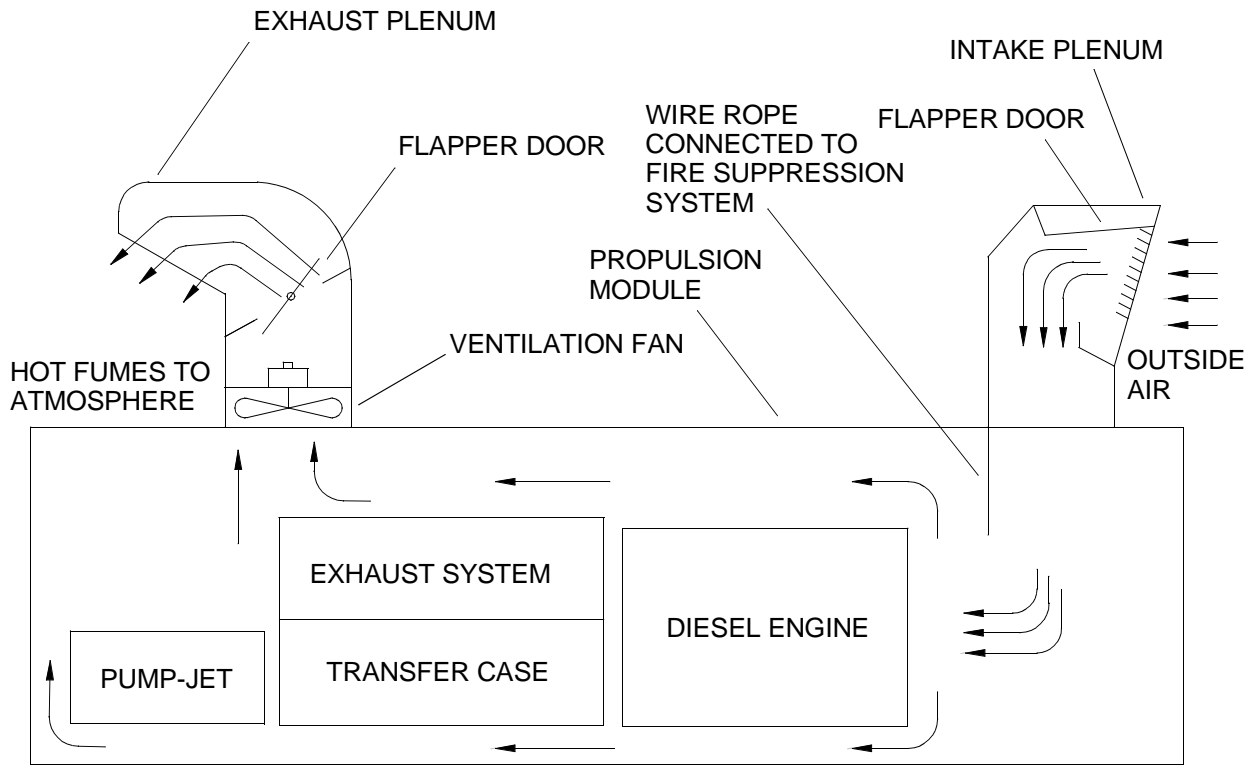 EXHAUST PLENUM
INTAKE PLENUM
WIRE ROPE
CONNECTED TO
FIRE SUPPRESSION
SYSTEM
FLAPPER DOOR
FLAPPER DOOR
PROPULSION
MODULE
VENTILATION FAN
HOT FUMES TO
ATMOSPHERE
OUTSIDE
AIR
EXHAUST SYSTEM
DIESEL ENGINE
PUMP-JET
TRANSFER CASE